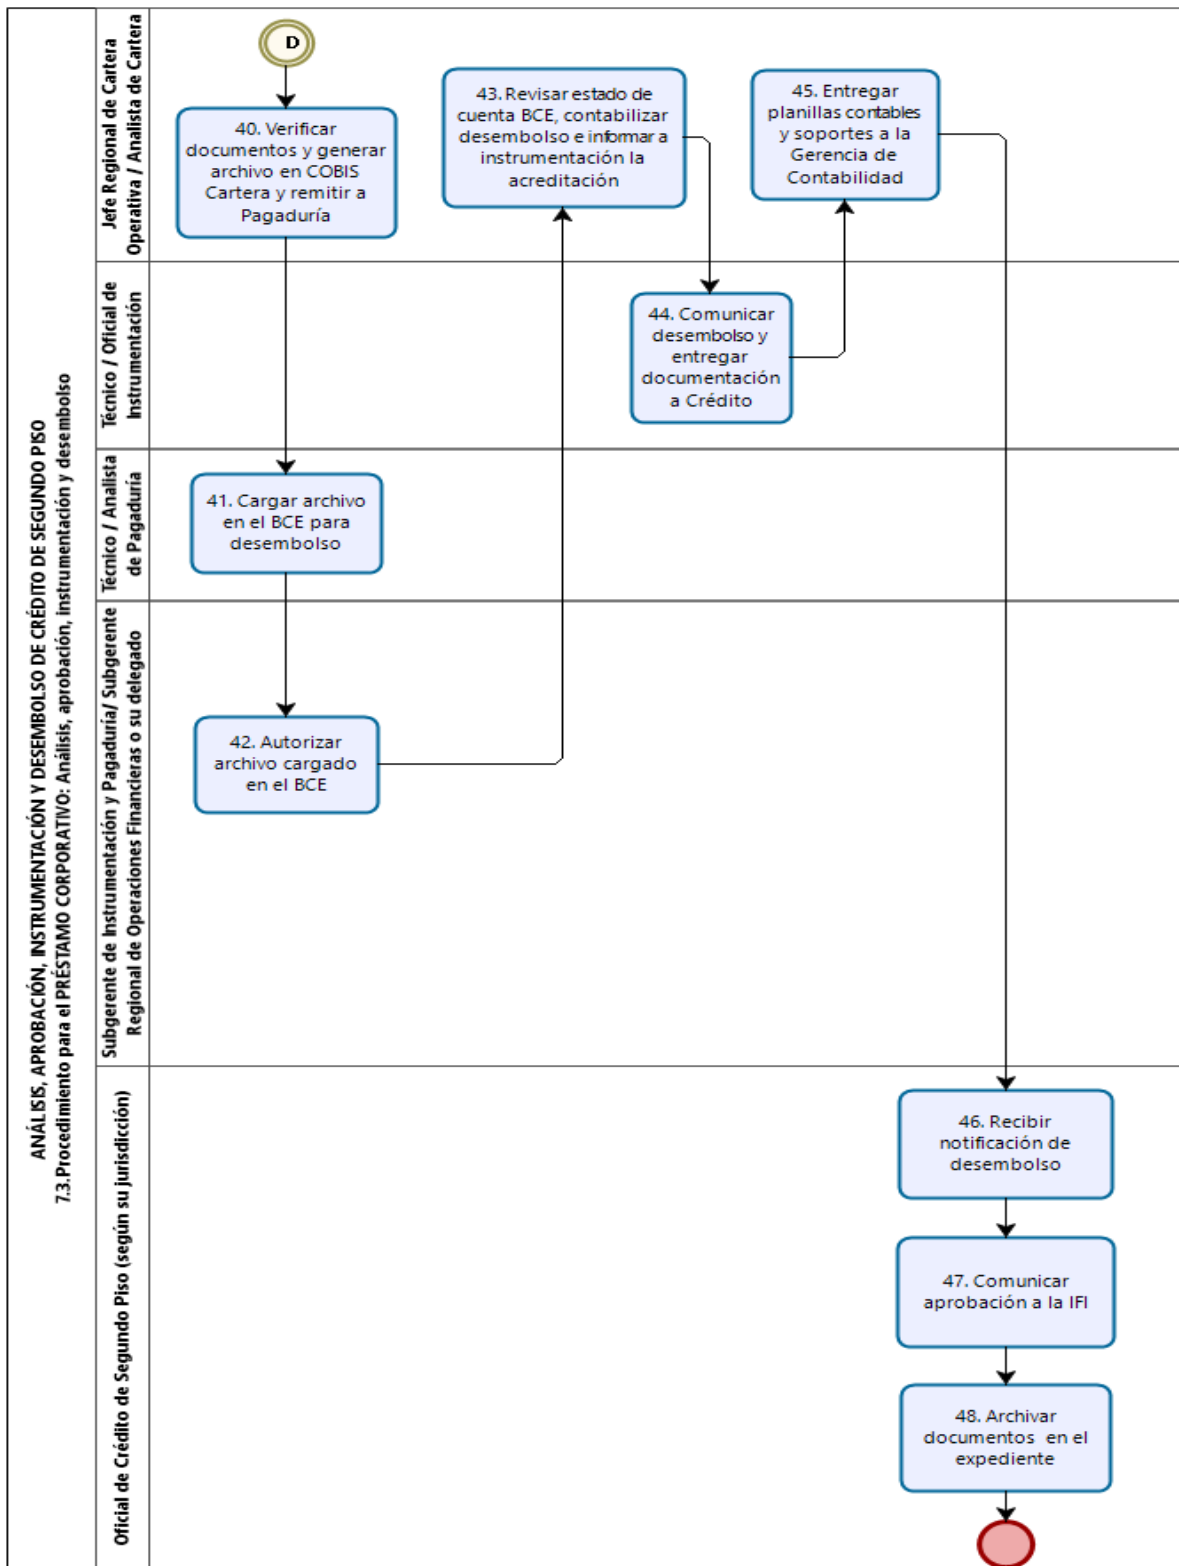 ANÁLISIS, APROBACIÓN, INSTRUMENTACIÓN Y DESEMBOLSO DE CRÉDITO DE SEGUNDO PISO
7.3.Procedimiento para el PRÉSTAMO CORPORATIVO: Análisis, aprobación, instrumentación y desembolso
Jefe Regional de Cartera
Operativa / Analista de Cartera
D
40. Verificar
documentos y generar
archivo en COBIS
Cartera y remitir a
Pagaduría
43. Revisar estado de
cuenta BCE, contabilizar
desembolso e informar a
instrumentación la
acreditación
45. Entregar
planillas contables
y soportes a la
Gerencia de
Contabilidad
Técnico / Oficial de
Instrumentación
44. Comunicar
desembolso y
entregar
documentación
a Crédito
Técnico / Analista
de Pagaduría
41. Cargar archivo
en el BCE para
desembolso
Subgerente de Instrumentación y Pagaduría/ Subgerente
Regional de Operaciones Financieras o su delegado
42. Autorizar
archivo cargado
en el BCE
Oficial de Crédito de Segundo Piso (según su jurisdicción)
46. Recibir
notificación de
desembolso
47. Comunicar
aprobación a la IFI
48. Archivar
documentos en el
expediente